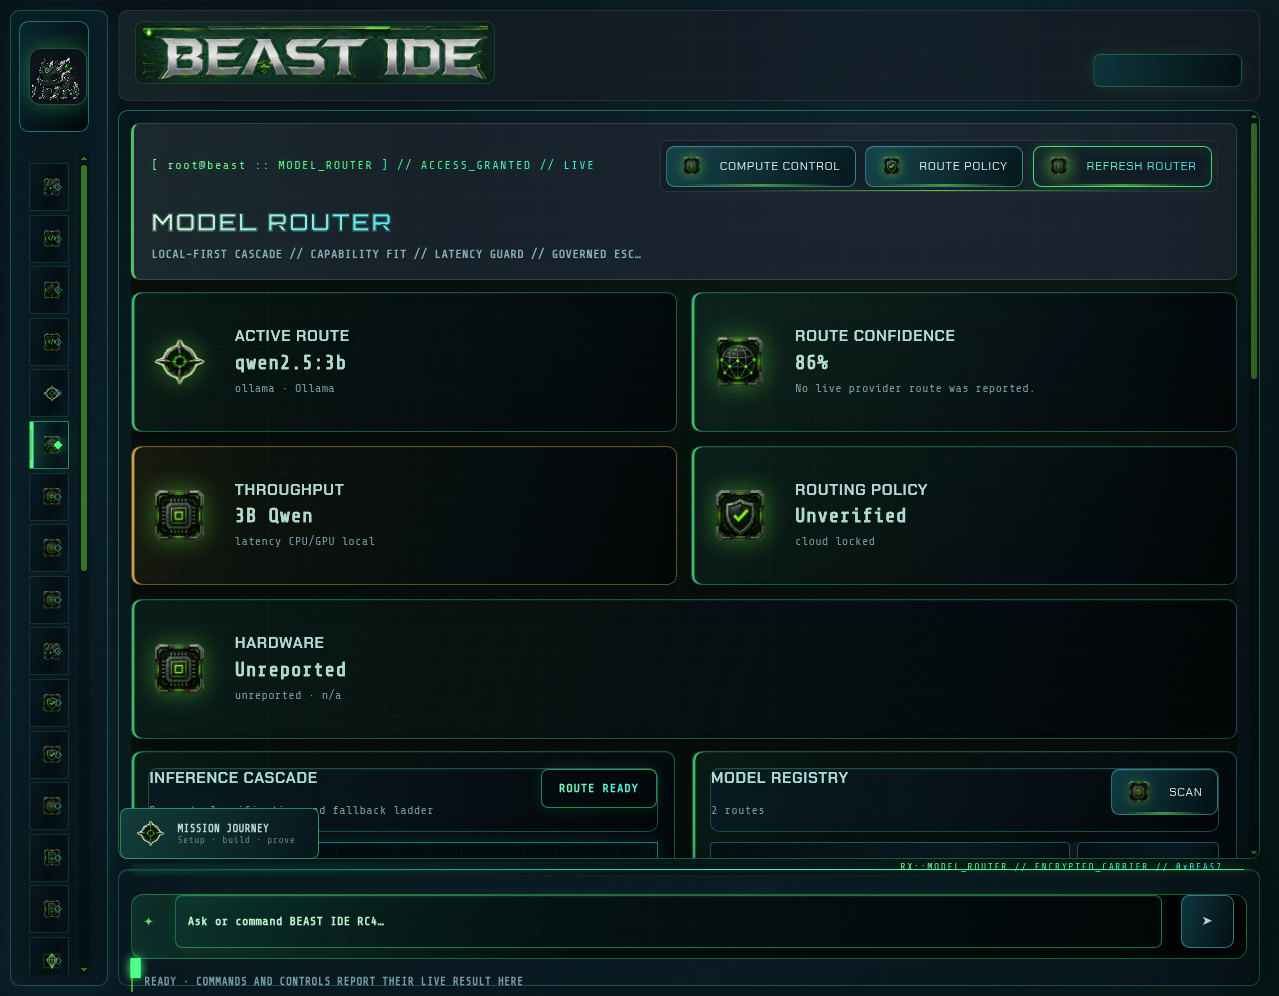 BEAST IDE
[ root@beast :: MODEL_ROUTER ] // ACCESS_GRANTED // LIVE
COMPUTE CONTROL
ROUTE POLICY
REFRESH ROUTER
MODEL ROUTER
LOCAL-FIRST CASCADE // CAPABILITY FIT // LATENCY GUARD // GOVERNED ESC…
ACTIVE ROUTE
qwen2.5:3b
ollama · Ollama
ROUTE CONFIDENCE
86%
No live provider route was reported.
THROUGHPUT
3B Qwen
latency CPU/GPU local
ROUTING POLICY
Unverified
cloud locked
HARDWARE
Unreported
unreported · n/a
INFERENCE CASCADE
ROUTE READY
fallback ladder
MODEL REGISTRY
2 routes
SCAN
MISSION JOURNEY
Setup · build · prove
RX::MODEL_ROUTER // ENCRYPTED_CARRIER // 0xBEA57
Ask or command BEAST IDE RC4…
READY · COMMANDS AND CONTROLS REPORT THEIR LIVE RESULT HERE